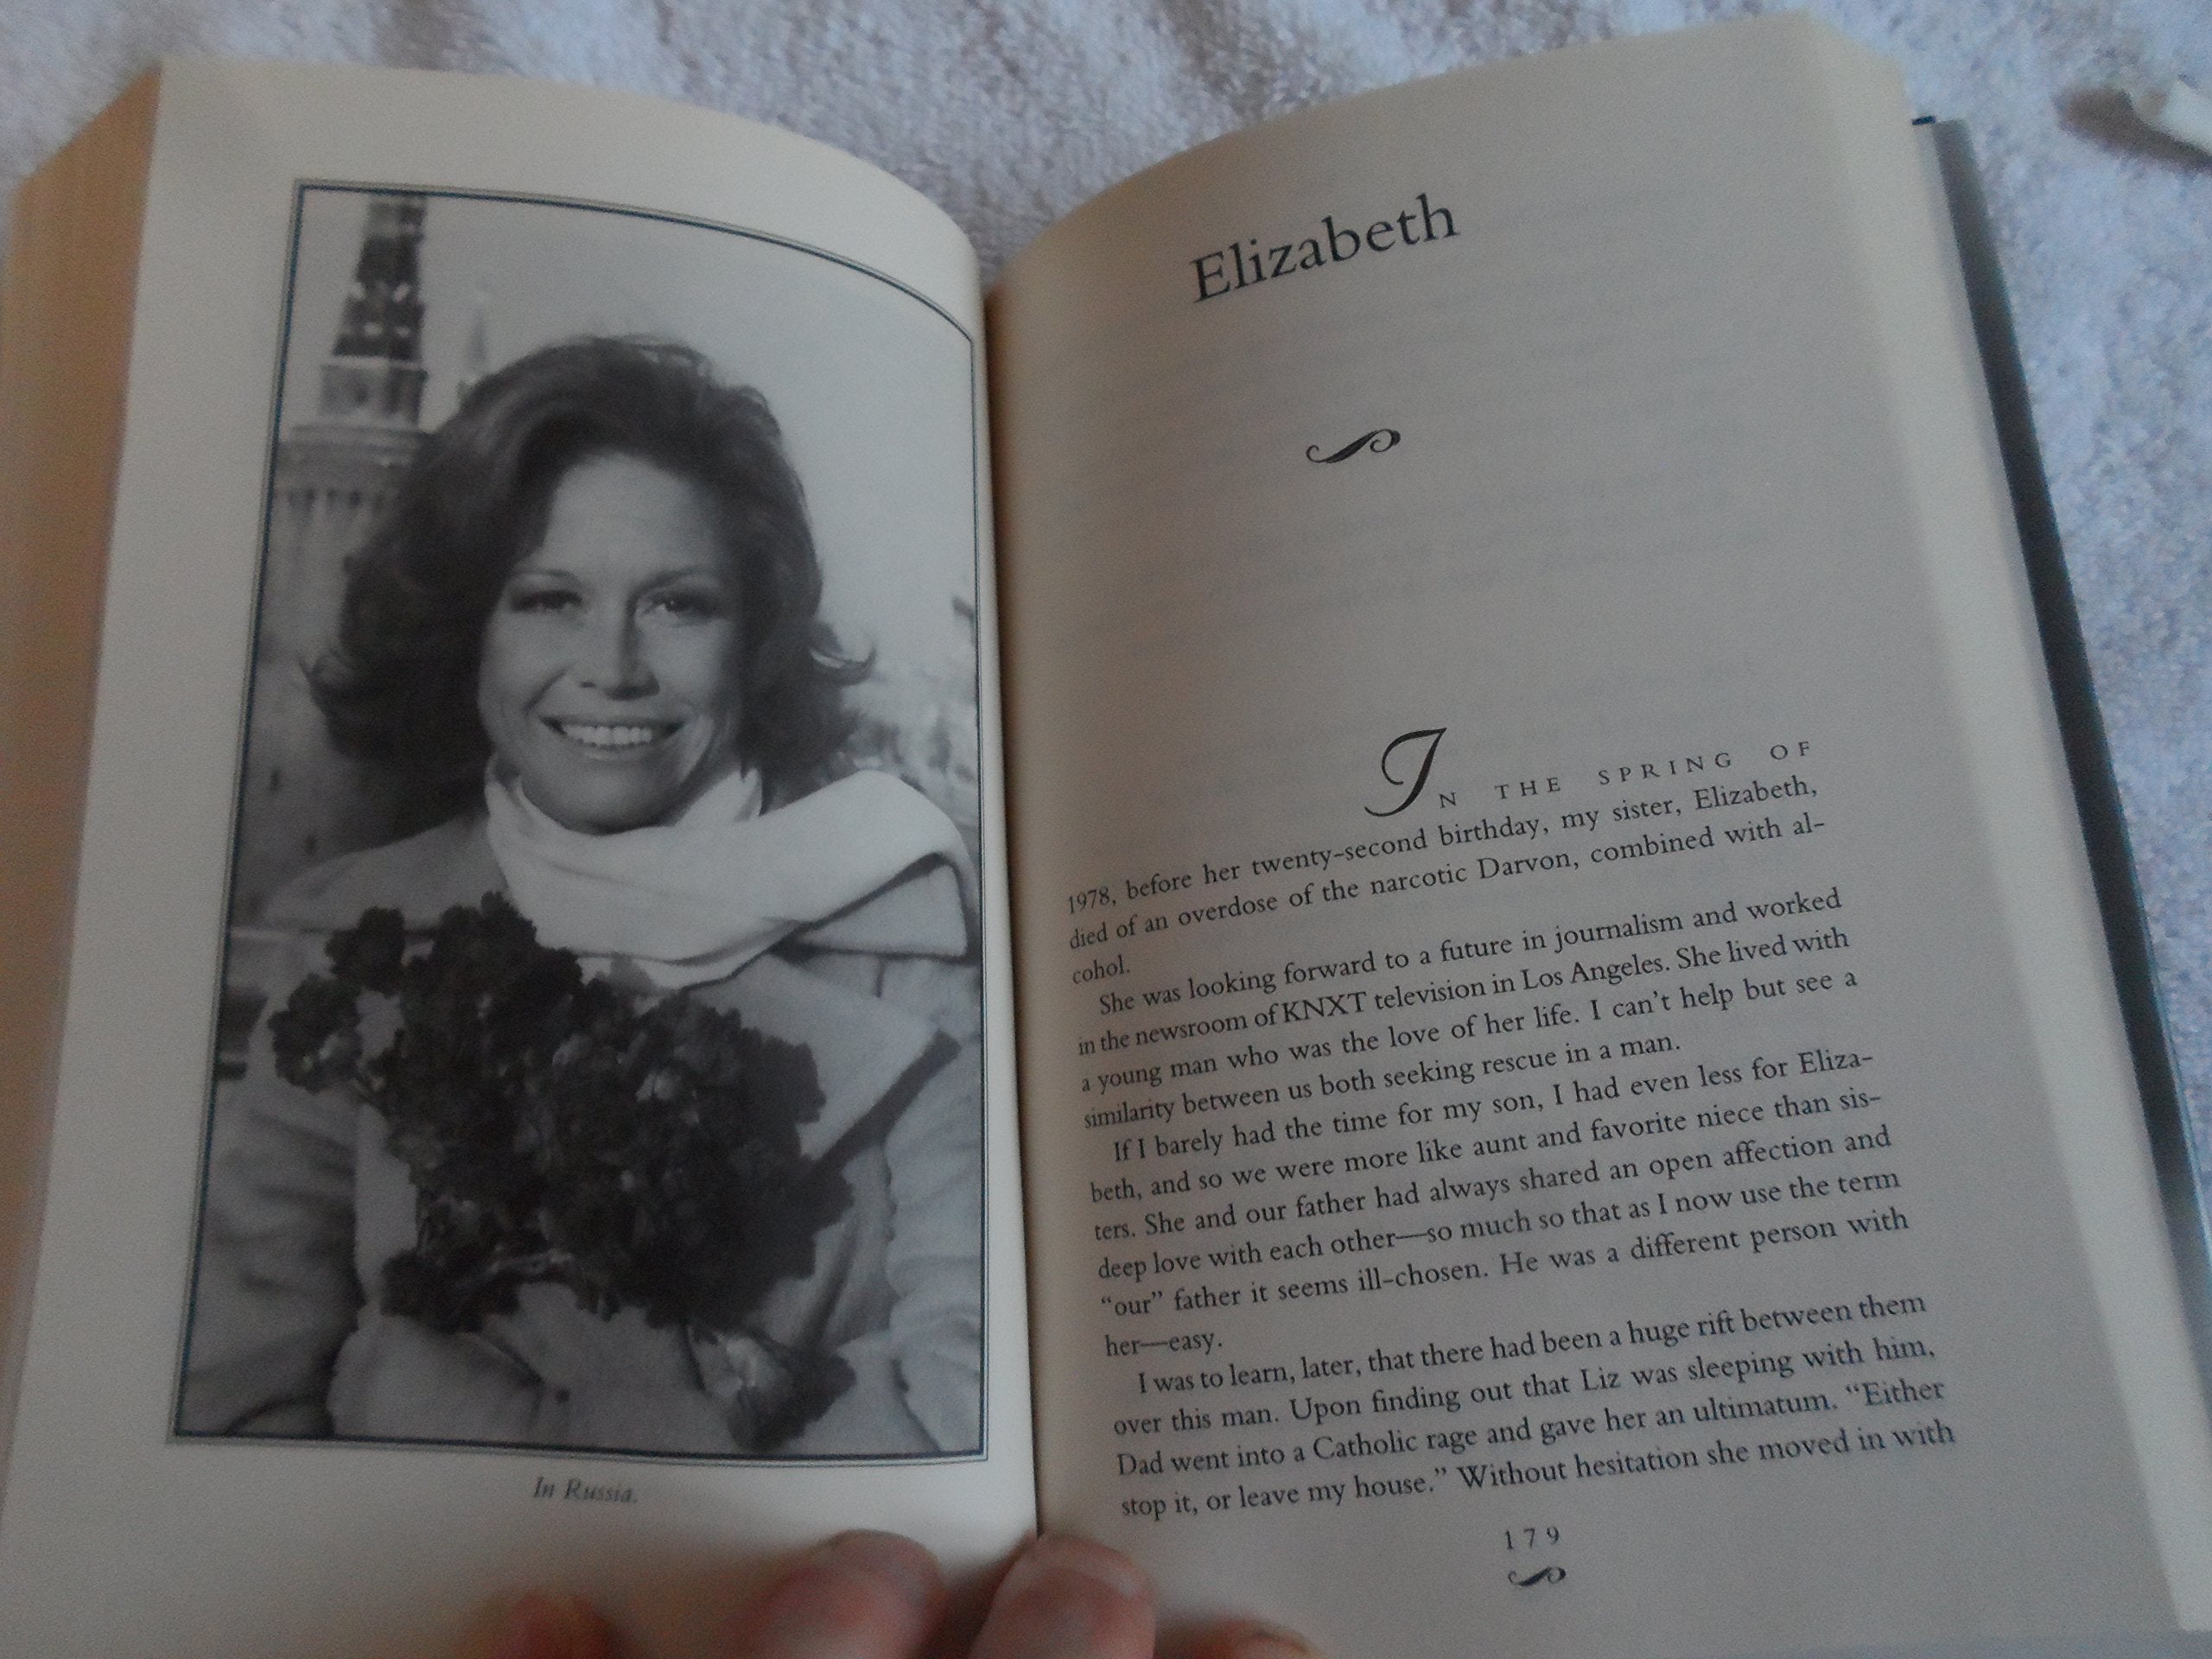 In Russia.
Elizabeth
IN THE SPRING OF
1978, before her twenty-second birthday, my sister, Elizabeth,
died of an overdose of the narcotic Darvon, combined with al-
cohol.
She was looking forward to a future in journalism and worked
in the newsroom of KNXT television in Los Angeles. She lived with
a young man who was the love of her life. I can't help but see a
similarity between us both seeking rescue in a man.
If I barely had the time for my son, I had even less for Eliza-
beth, and so we were more like aunt and favorite niece than sis-
ters. She and our father had always shared an open affection and
deep love with each other—so much so that as I now use the term
"our" father it seems ill-chosen. He was a different person with
her—easy.
I was to learn, later, that there had been a huge rift between them
over this man. Upon finding out that Liz was sleeping with him,
Dad went into a Catholic rage and gave her an ultimatum. "Either
stop it, or leave my house." Without hesitation she moved in with
179